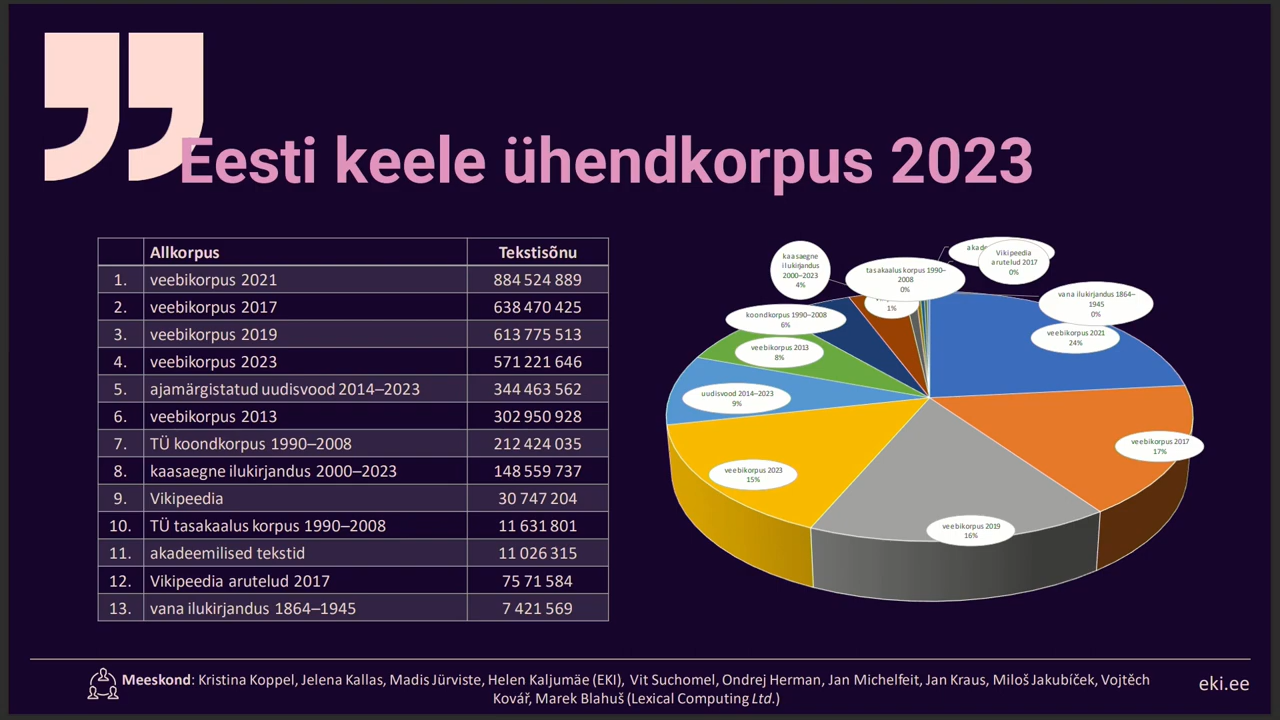 Eesti keele ühendkorpus 2023
Allkorpus Tekstisõnu
1. veebikorpus 2021 884 524 889
2. veebikorpus 2017 638 470 425
3. veebikorpus 2019 613 775 513
4. veebikorpus 2023 571 221 646
5. ajamärgistatud uudisvood 2014–2023 344 463 562
6. veebikorpus 2013 302 950 928
7. TÜ koondkorpus 1990–2008 212 424 035
8. kaasaegne ilukirjandus 2000–2023 148 559 737
9. Vikipeedia 30 747 204
10. TÜ tasakaalus korpus 1990–2008 11 631 801
11. akadeemilised tekstid 11 026 315
12. Vikipeedia arutelud 2017 75 71 584
13. vana ilukirjandus 1864–1945 7 421 569
kaasaegne
ilukirjandus
2000–2023
4%
tasakaalus korpus 1990–
2008
0%
Vikipeedia
arutelud 2017
0%
vana ilukirjandus 1864–
1945
0%
1%
koondkorpus 1990–2008
6%
veebikorpus 2021
24%
veebikorpus 2013
8%
uudisvood 2014–2023
9%
veebikorpus 2017
17%
veebikorpus 2023
15%
veebikorpus 2019
16%
Meeskond: Kristina Koppel, Jelena Kallas, Madis Jürviste, Helen Kaljumäe (EKI), Vit Suchomel, Ondrej Herman, Jan Michelfeit, Jan Kraus, Miloš Jakubíček, Vojtěch
Kovář, Marek Blahuš (Lexical Computing Ltd.)
eki.ee